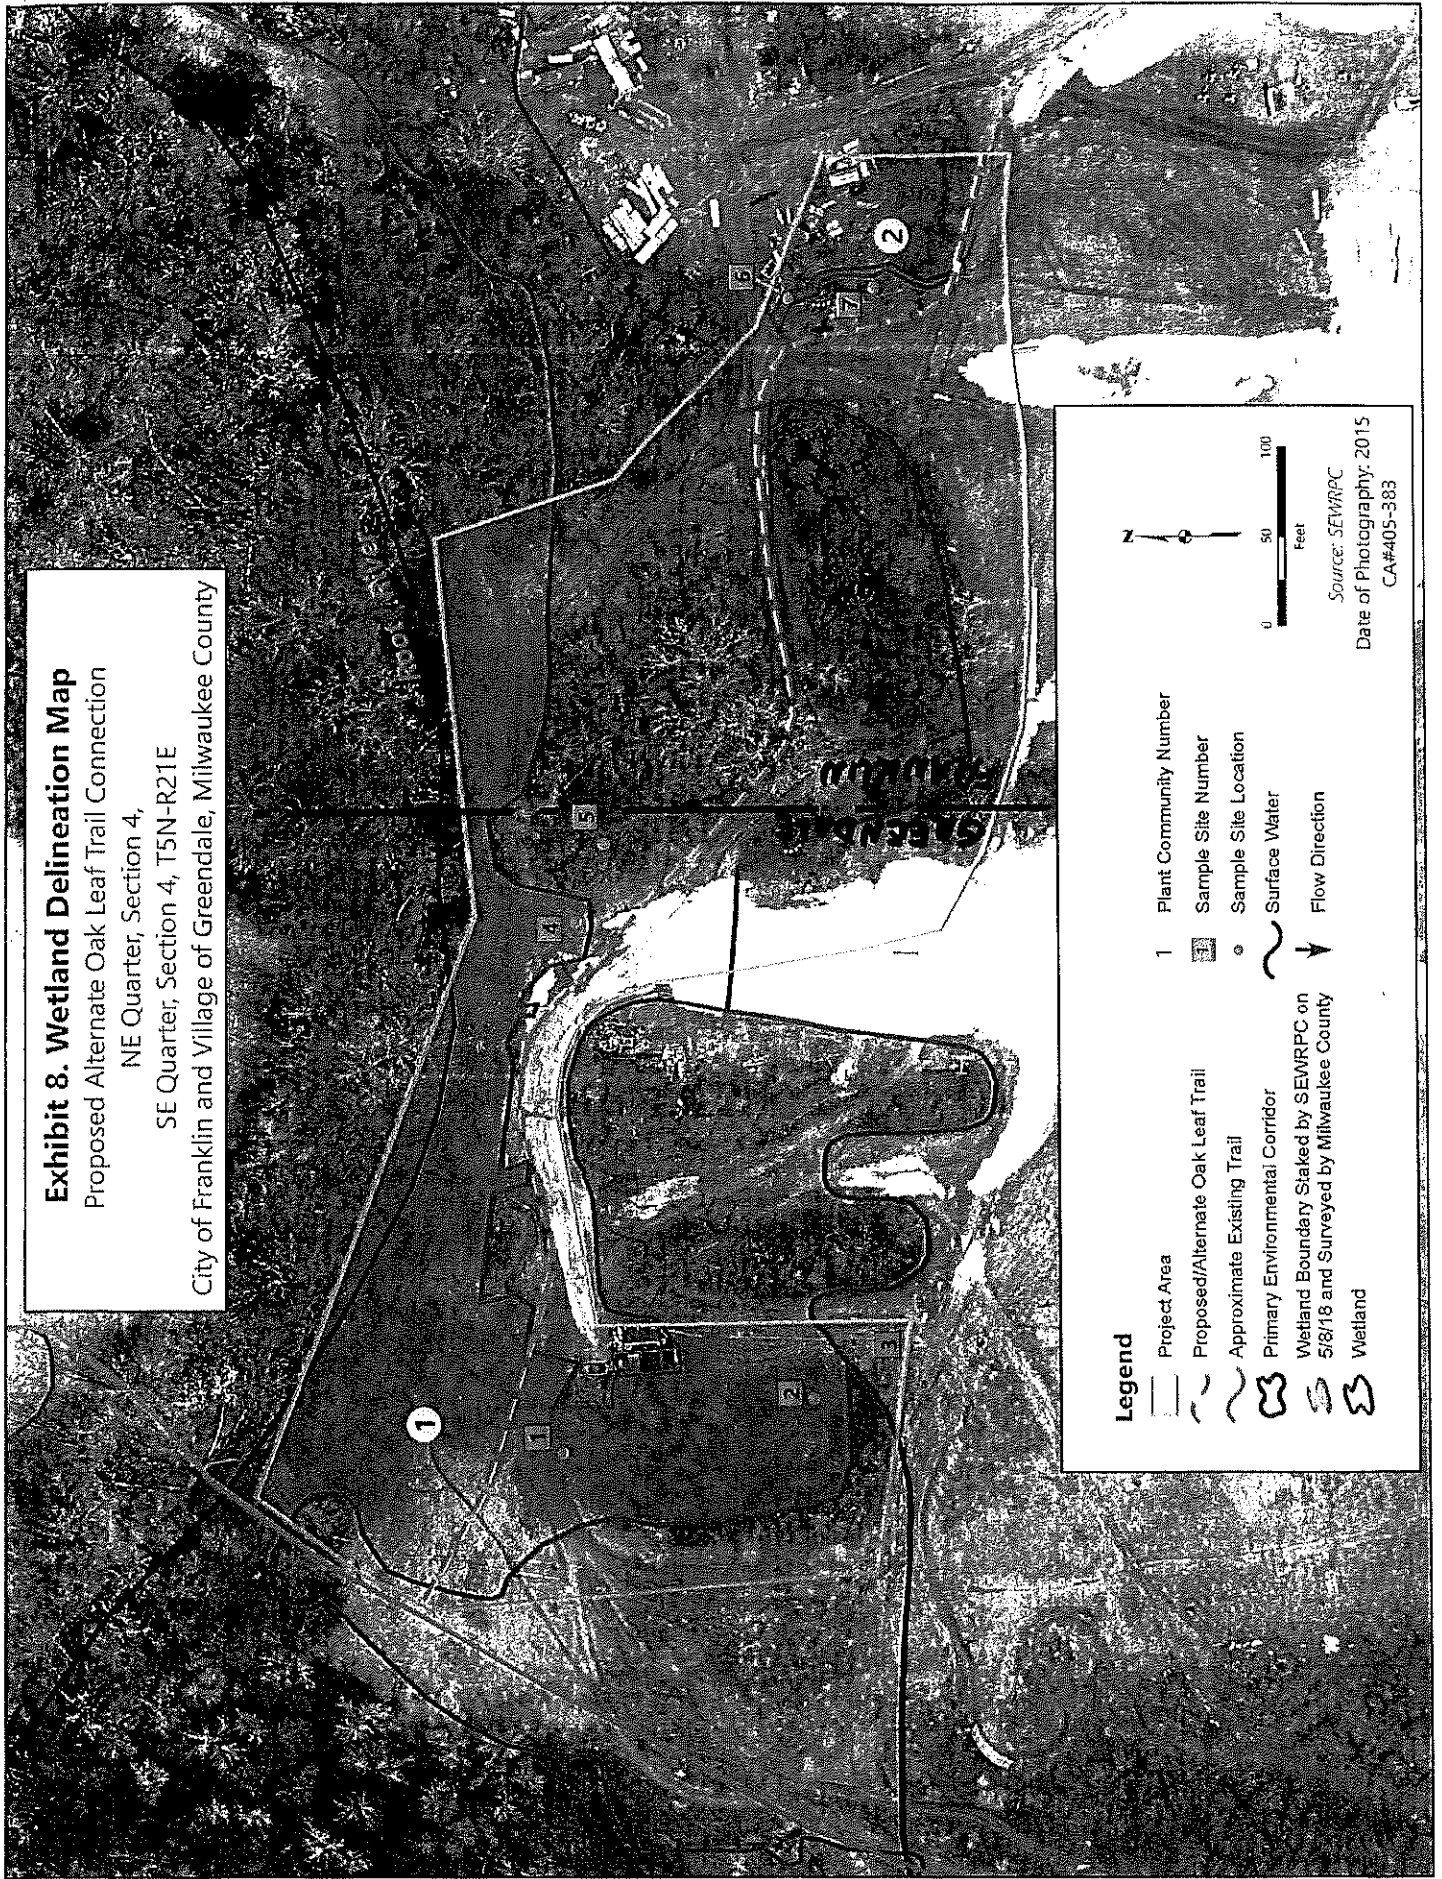 Exhibit 8. Wetland Delineation Map
Proposed Alternate Oak Leaf Trail Connection
NE Quarter, Section 4,
SE Quarter, Section 4, T5N-R21E
City of Franklin and Village of Greendale, Milwaukee County
Root River
1
1
2
3
4
5
6
7
2
GREENDALE
FRANKLIN
Legend
Project Area
Proposed/Alternate Oak Leaf Trail
Approximate Existing Trail
Primary Environmental Corridor
Wetland Boundary Staked by SEWRPC on
5/8/18 and Surveyed by Milwaukee County
Wetland
1 Plant Community Number
1 Sample Site Number
Sample Site Location
Surface Water
Flow Direction
N
0 50 100
Feet
Source: SEWRPC
Date of Photography: 2015
CA#405-383